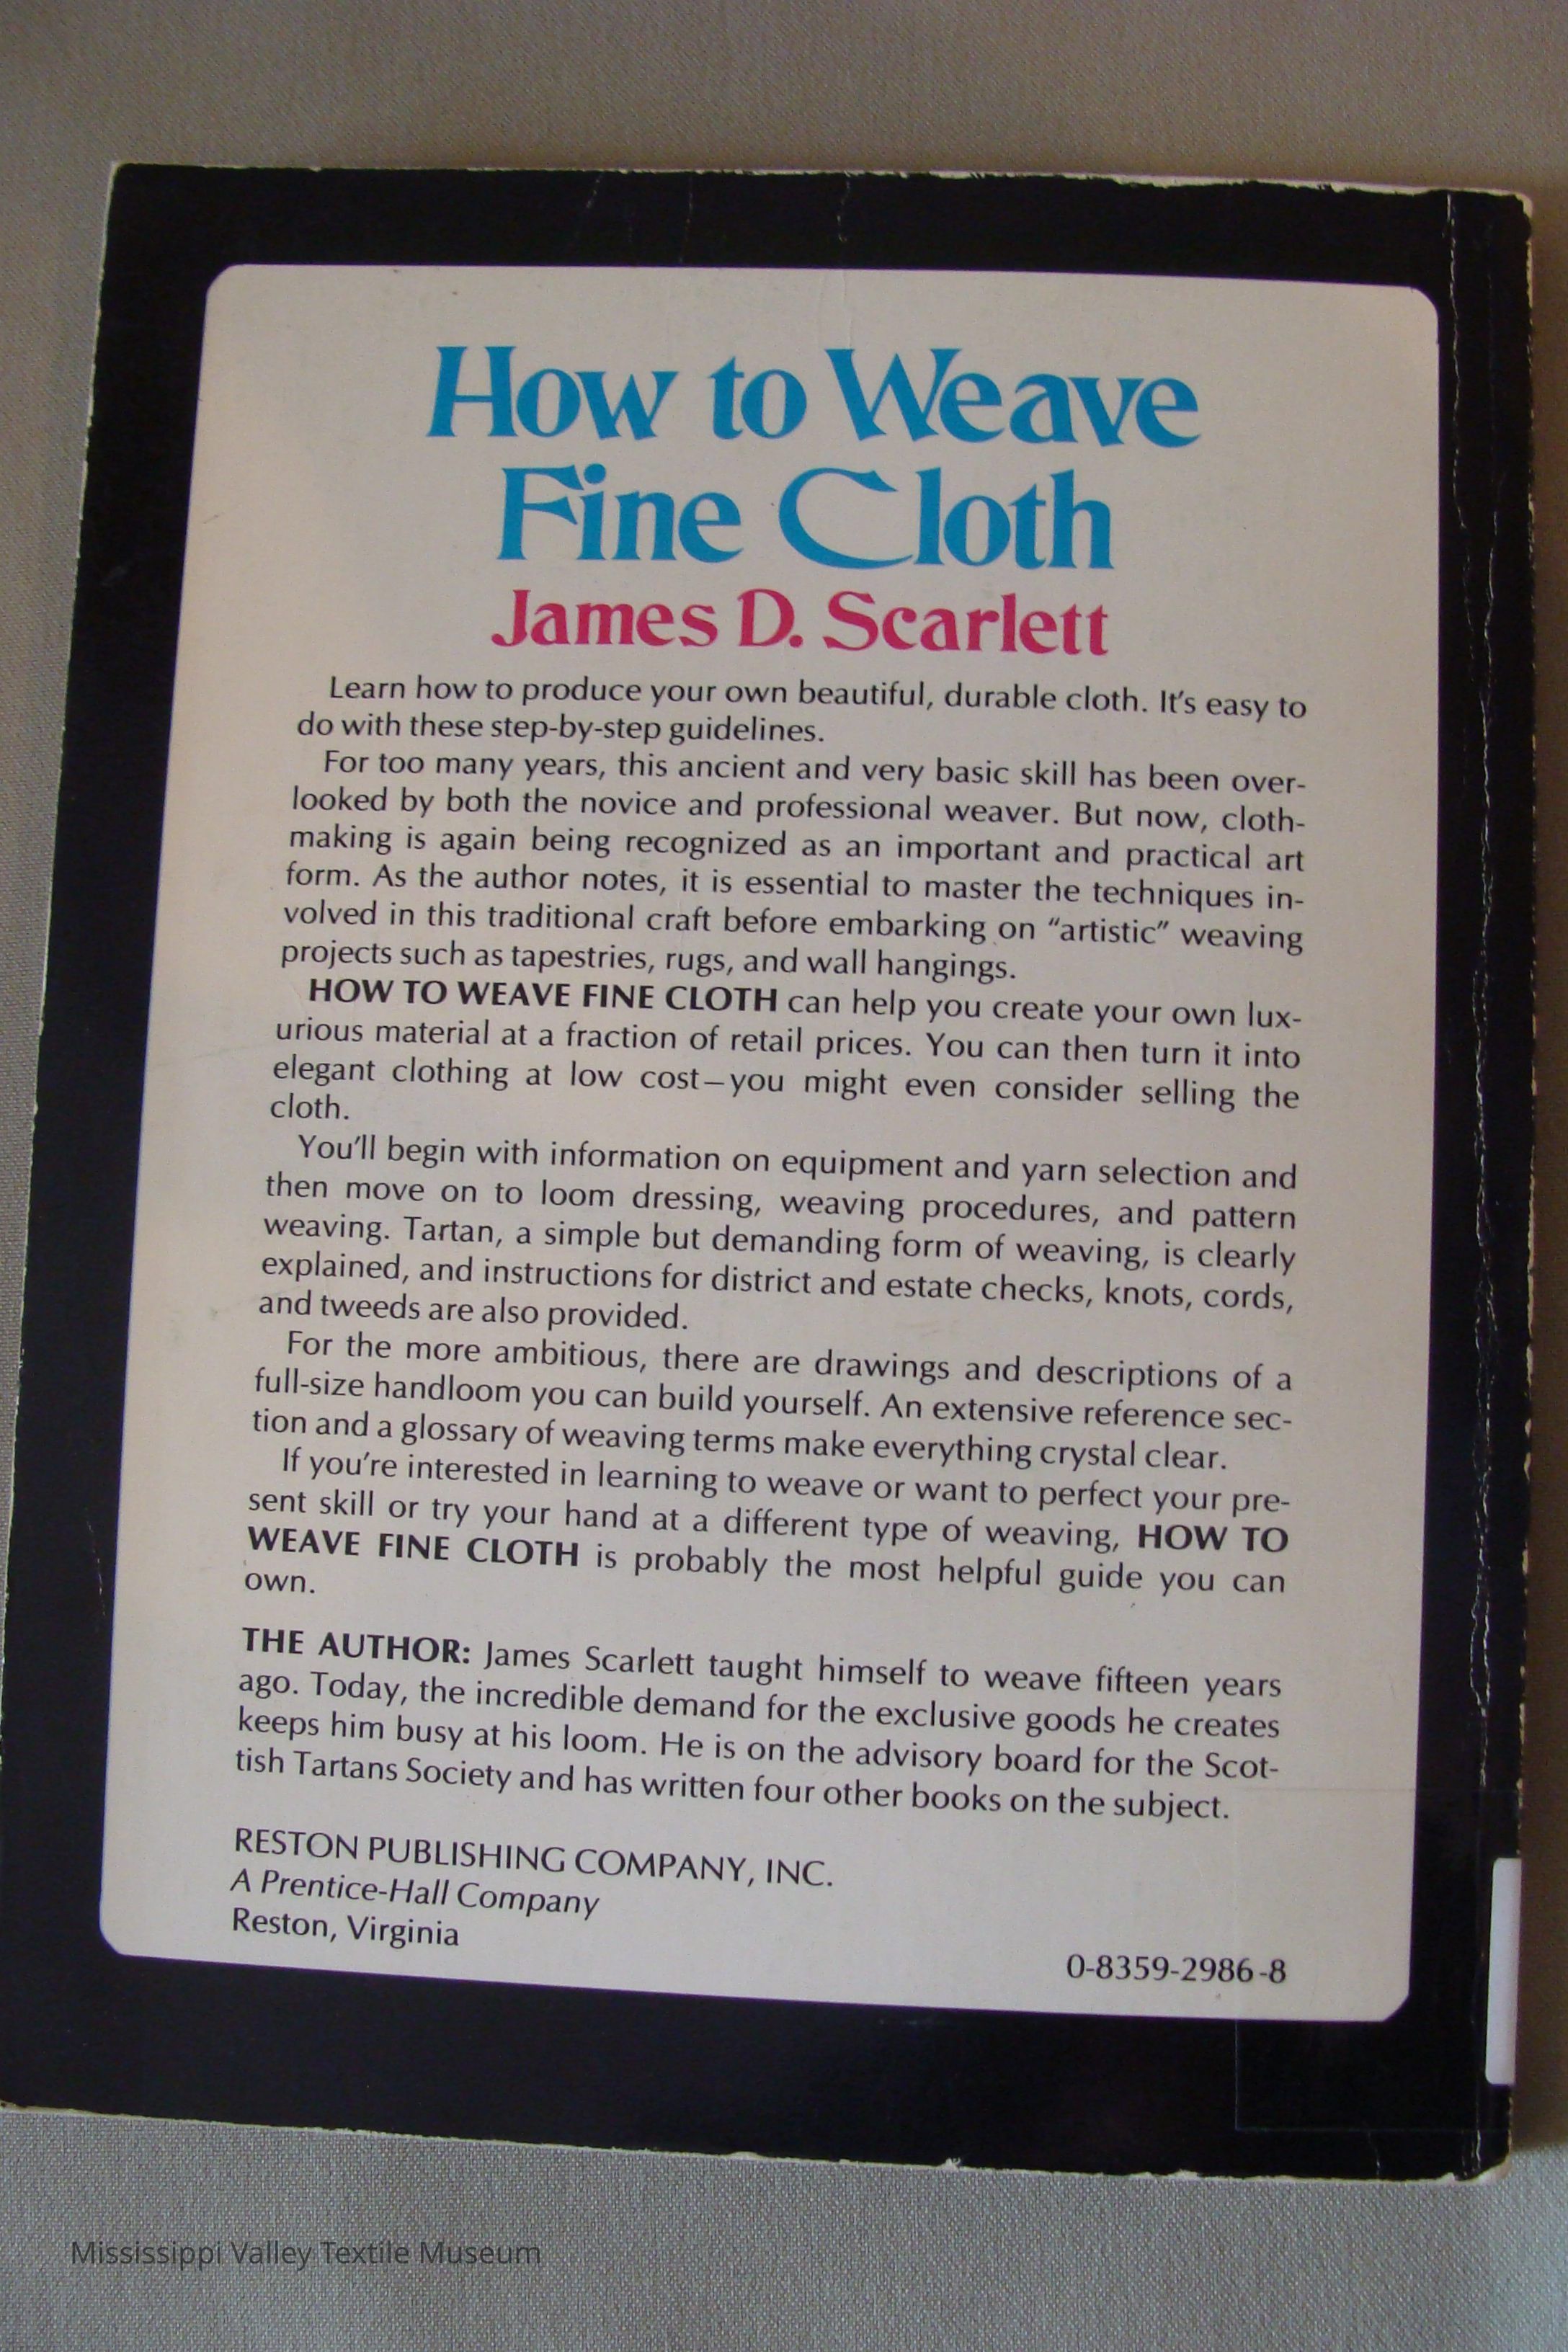 How to Weave
Fine Cloth
James D. Scarlett
Learn how to produce your own beautiful, durable cloth. It's easy to
do with these step-by-step guidelines.
For too many years, this ancient and very basic skill has been over-
looked by both the novice and professional weaver. But now, cloth-
making is again being recognized as an important and practical art
form. As the author notes, it is essential to master the techniques in-
volved in this traditional craft before embarking on “artistic” weaving
projects such as tapestries, rugs, and wall hangings.
HOW TO WEAVE FINE CLOTH can help you create your own lux-
urious material at a fraction of retail prices. You can then turn it into
elegant clothing at low cost—you might even consider selling the
cloth.
You'll begin with information on equipment and yarn selection and
then move on to loom dressing, weaving procedures, and pattern
weaving. Tartan, a simple but demanding form of weaving, is clearly
explained, and instructions for district and estate checks, knots, cords,
and tweeds are also provided.
For the more ambitious, there are drawings and descriptions of a
full-size handloom you can build yourself. An extensive reference sec-
tion and a glossary of weaving terms make everything crystal clear.
If you're interested in learning to weave or want to perfect your pre-
sent skill or try your hand at a different type of weaving, HOW TO
WEAVE FINE CLOTH is probably the most helpful guide you can
own.
THE AUTHOR: James Scarlett taught himself to weave fifteen years
ago. Today, the incredible demand for the exclusive goods he creates
keeps him busy at his loom. He is on the advisory board for the Scot-
tish Tartans Society and has written four other books on the subject.
RESTON PUBLISHING COMPANY, INC.
A Prentice-Hall Company
Reston, Virginia
0-8359-2986-8
Mississippi Valley Textile Museum